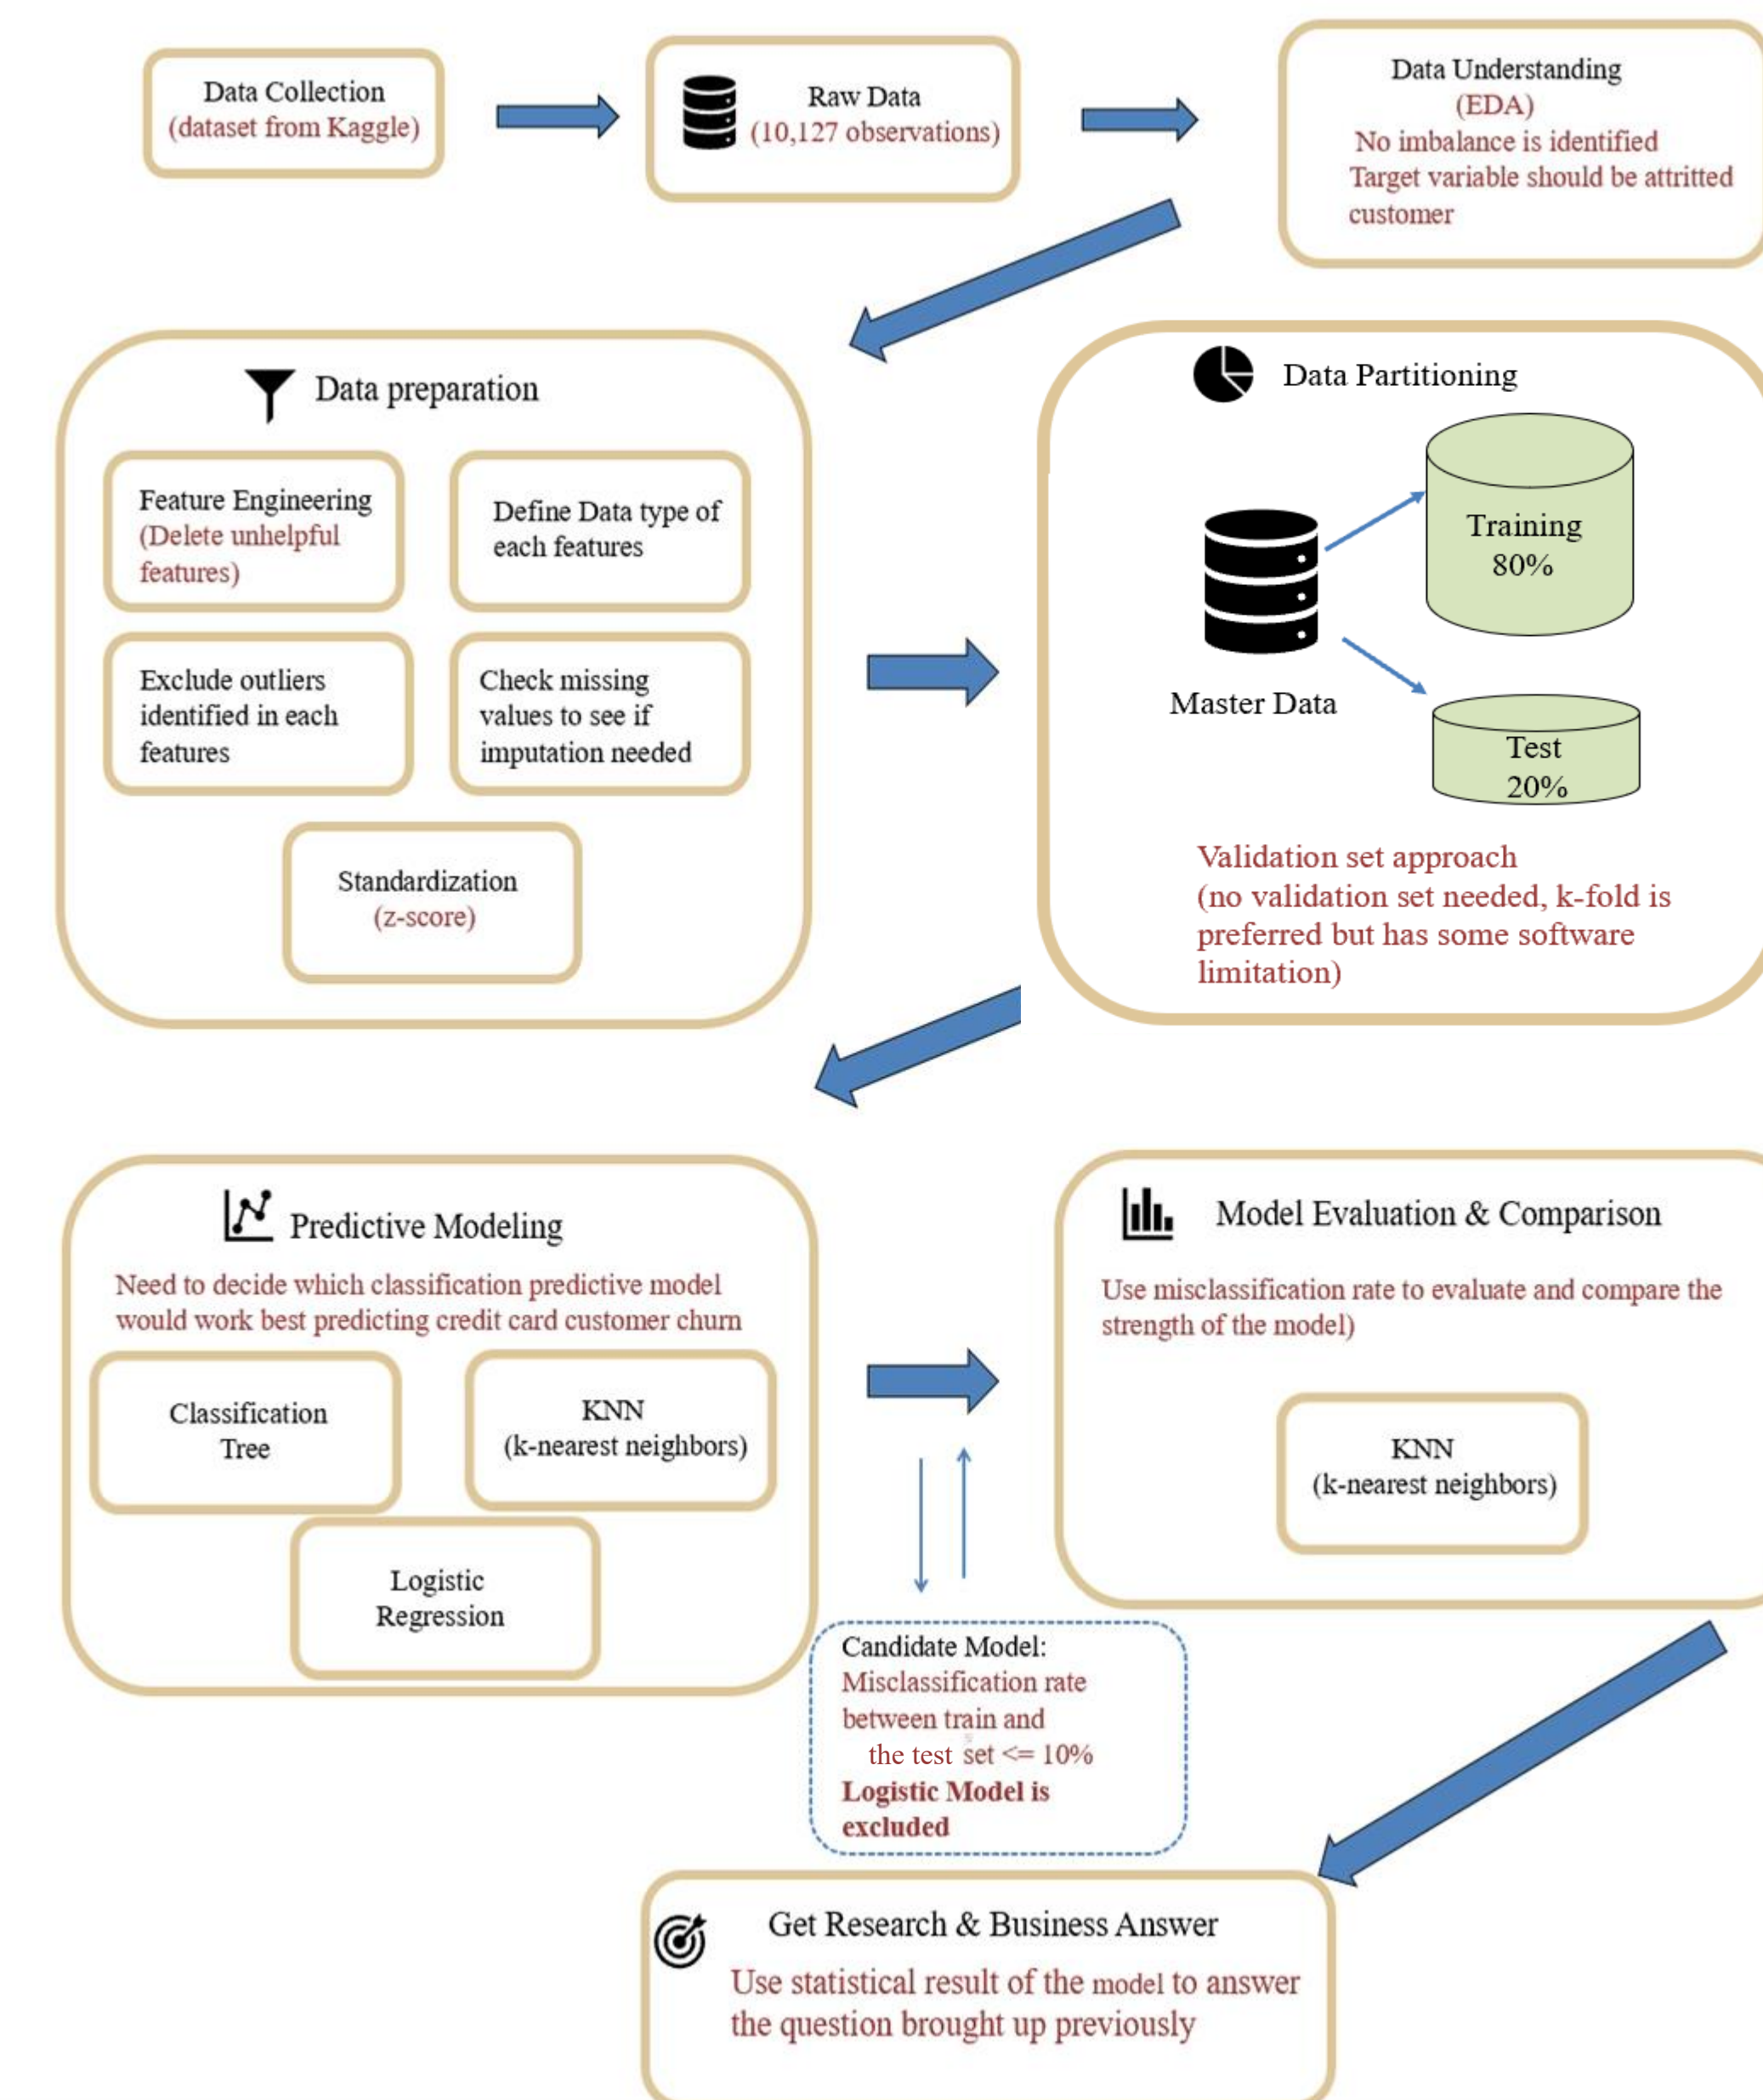 Data Collection
(dataset from Kaggle)
Raw Data
(10,127 observations)
Data Understanding
(EDA)
No imbalance is identified
Target variable should be attritted
customer
Data preparation
Feature Engineering
(Delete unhelpful
features)
Define Data type of
each features
Exclude outliers
identified in each
features
Check missing
values to see if
imputation needed
Standardization
(z-score)
Data Partitioning
Training
80%
Master Data
Test
20%
Validation set approach
(no validation set needed, k-fold is
preferred but has some software
limitation)
Predictive Modeling
Need to decide which classification predictive model
would work best predicting credit card customer churn
Classification
Tree
KNN
(k-nearest neighbors)
Logistic
Regression
Model Evaluation & Comparison
Use misclassification rate to evaluate and compare the
strength of the model)
KNN
(k-nearest neighbors)
Candidate Model:
Misclassification rate
between train and
the test set <= 10%
Logistic Model is
excluded
Get Research & Business Answer
Use statistical result of the model to answer
the question brought up previously